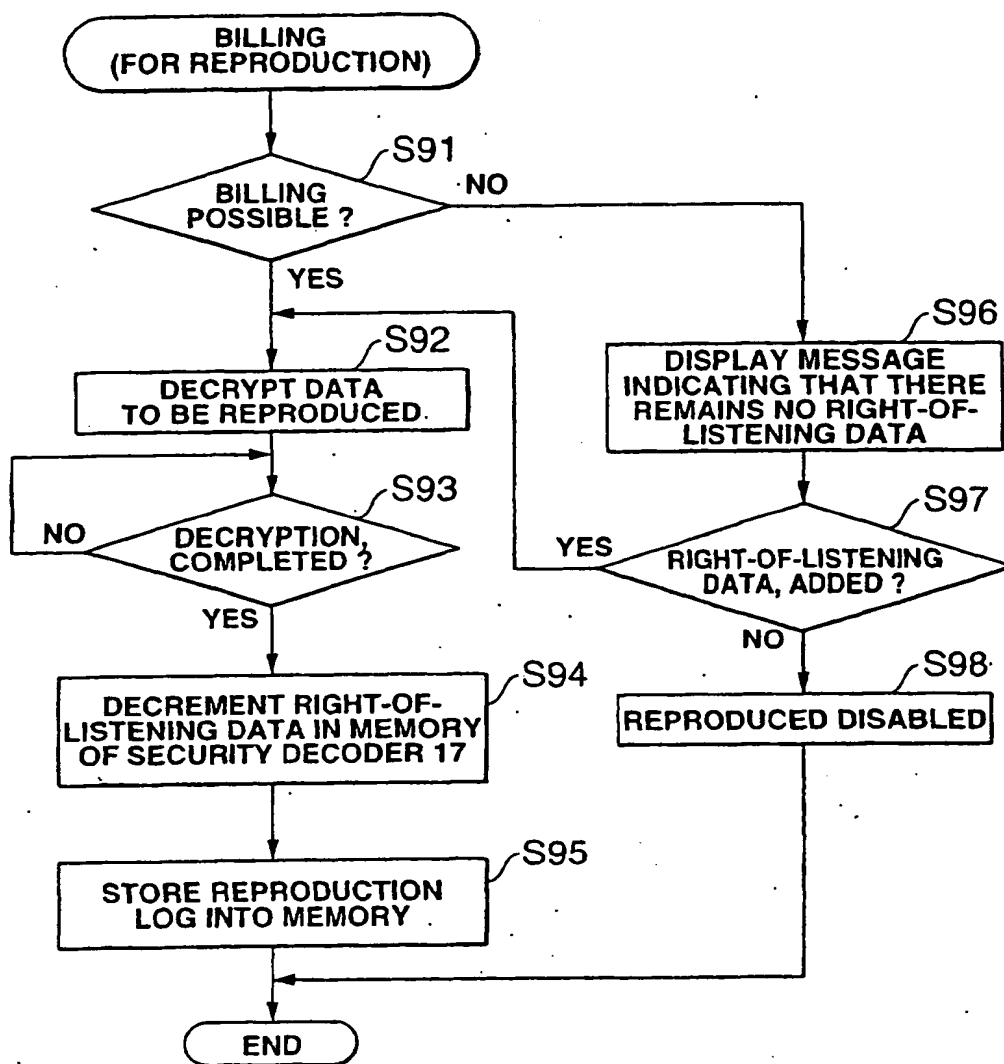 BILLING
(FOR REPRODUCTION)
S91
BILLING
POSSIBLE ?
NO
YES
S92
DECRYPT DATA
TO BE REPRODUCED.
S93
DECRYPTION,
COMPLETED ?
NO
YES
S94
DECREMENT RIGHT-OF-
LISTENING DATA IN MEMORY
OF SECURITY DECODER 17
S95
STORE REPRODUCTION
LOG INTO MEMORY
S96
DISPLAY MESSAGE
INDICATING THAT THERE
REMAINS NO RIGHT-OF-
LISTENING DATA
S97
RIGHT-OF-LISTENING
DATA, ADDED ?
YES
NO
S98
REPRODUCED DISABLED
END